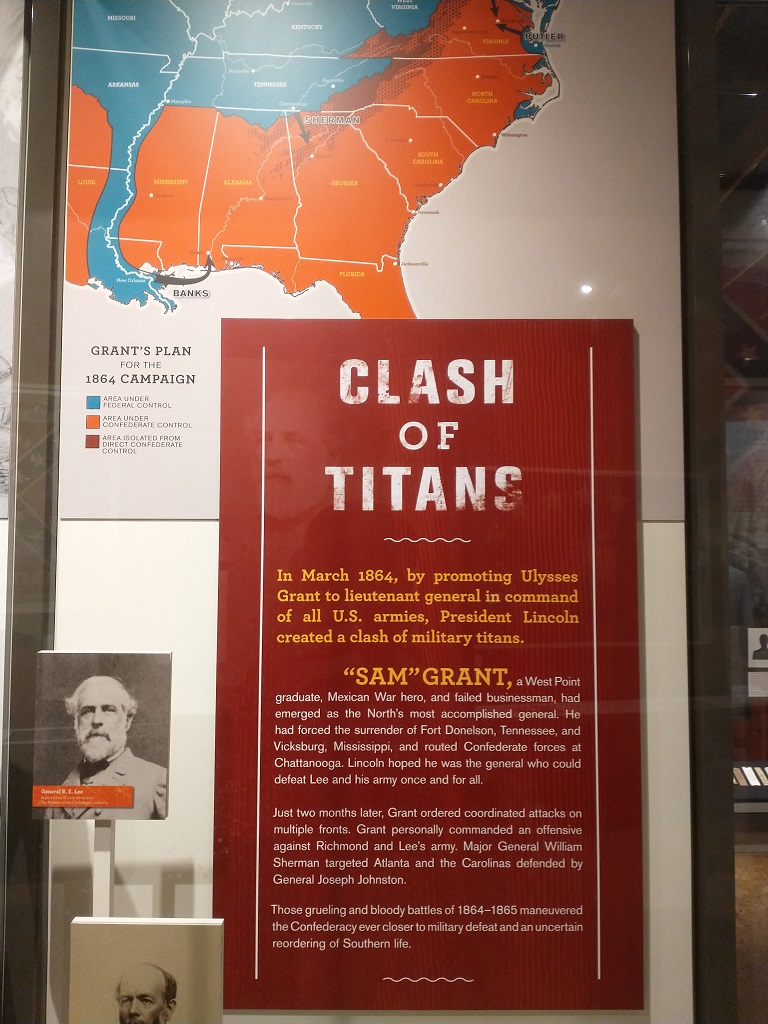 MISSOURI
WEST
VIRGINIA
KENTUCKY
VIRGINIA
BUTLER
Norfolk
ARKANSAS
TENNESSEE
Memphis
NORTH
CAROLINA
SHERMAN
Wilmington
SOUTH
CAROLINA
LOUIS.
MISSISSIPPI
ALABAMA
GEORGIA
Savannah
Jacksonville
FLORIDA
New Orleans
BANKS
GRANT'S PLAN
FOR THE
1864 CAMPAIGN
AREA UNDER
FEDERAL CONTROL
AREA UNDER
CONFEDERATE CONTROL
AREA ISOLATED FROM
DIRECT CONFEDERATE
CONTROL
CLASH
OF
TITANS
In March 1864, by promoting Ulysses
Grant to lieutenant general in command
of all U.S. armies, President Lincoln
created a clash of military titans.
"SAM" GRANT, a West Point
graduate, Mexican War hero, and failed businessman, had
emerged as the North's most accomplished general. He
had forced the surrender of Fort Donelson, Tennessee, and
Vicksburg, Mississippi, and routed Confederate forces at
Chattanooga. Lincoln hoped he was the general who could
defeat Lee and his army once and for all.
Just two months later, Grant ordered coordinated attacks on
multiple fronts. Grant personally commanded an offensive
against Richmond and Lee's army. Major General William
Sherman targeted Atlanta and the Carolinas defended by
General Joseph Johnston.
Those grueling and bloody battles of 1864–1865 maneuvered
the Confederacy ever closer to military defeat and an uncertain
reordering of Southern life.
General R. E. Lee